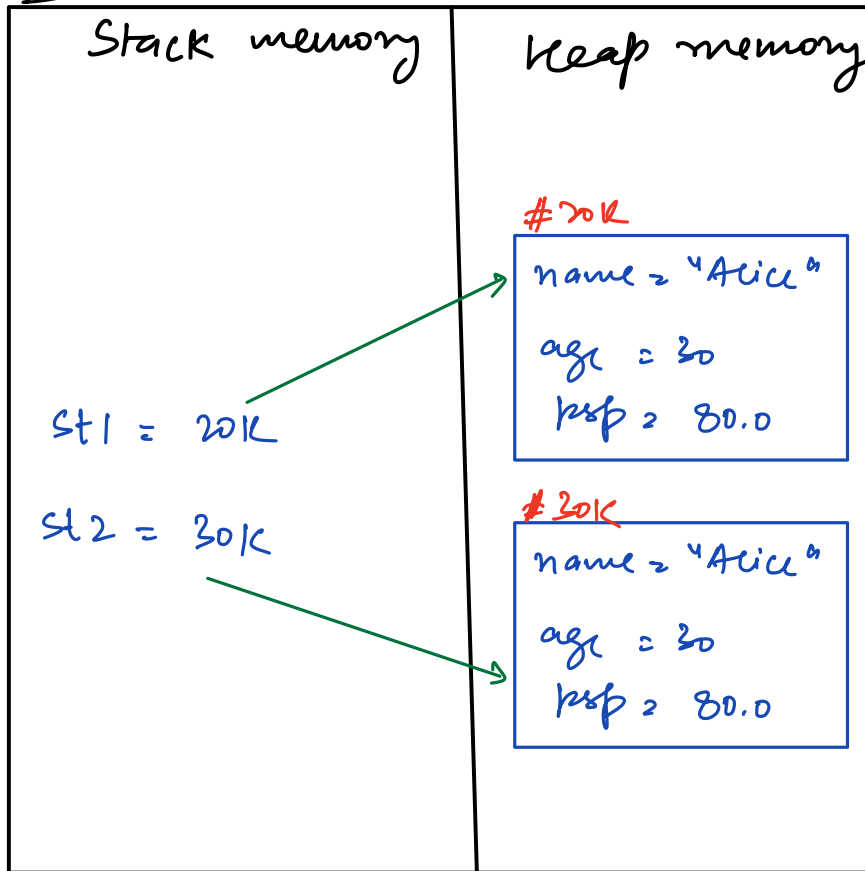 Stack memory
Heap memory
#20K
name = "Alice"
age = 30
psp = 80.0
st1 = 20K
st2 = 30K
#30K
name = "Alice"
age = 30
psp = 80.0